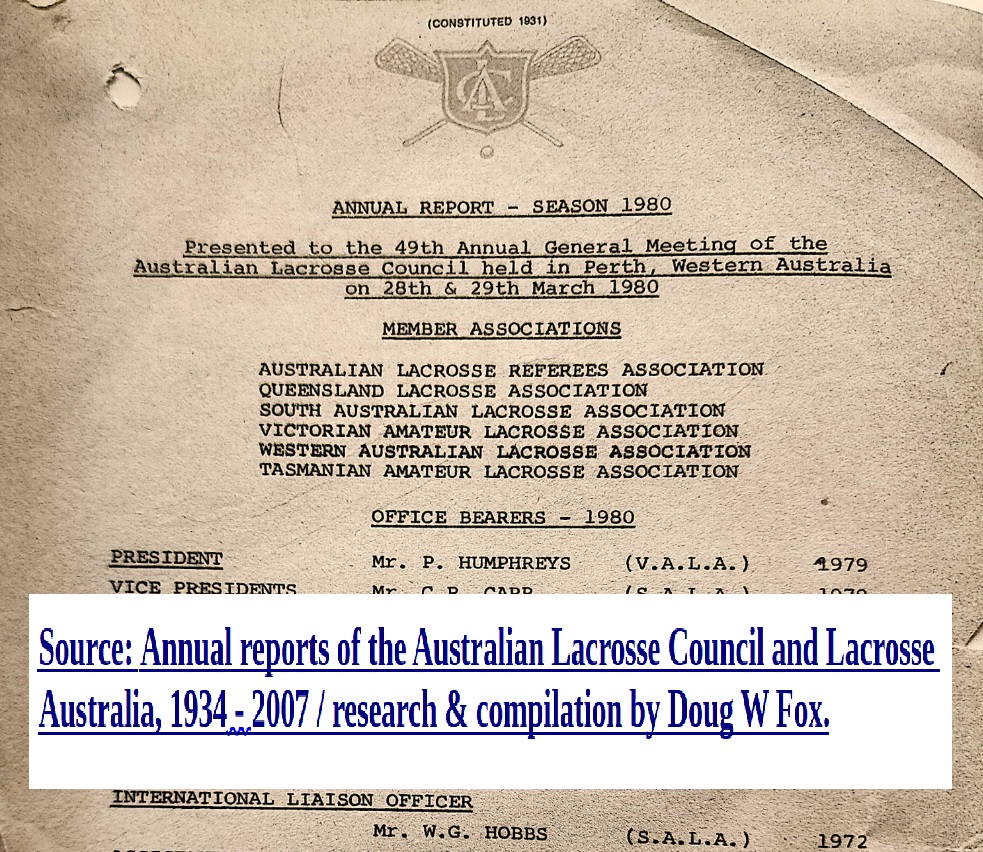 (CONSTITUTED 1931)
ALC
ANNUAL REPORT - SEASON 1980
Presented to the 49th Annual General Meeting of the
Australian Lacrosse Council held in Perth, Western Australia
on 28th & 29th March 1980
MEMBER ASSOCIATIONS
AUSTRALIAN LACROSSE REFEREES ASSOCIATION
QUEENSLAND LACROSSE ASSOCIATION
SOUTH AUSTRALIAN LACROSSE ASSOCIATION
VICTORIAN AMATEUR LACROSSE ASSOCIATION
WESTERN AUSTRALIAN LACROSSE ASSOCIATION
TASMANIAN AMATEUR LACROSSE ASSOCIATION
OFFICE BEARERS - 1980
PRESIDENT Mr. P. HUMPHREYS (V.A.L.A.) 1979
VICE PRESIDENTS Mr.
Source: Annual reports of the Australian Lacrosse Council and Lacrosse
Australia, 1934 - 2007 / research & compilation by Doug W Fox.
INTERNATIONAL LIAISON OFFICER
Mr. W.G. HOBBS (S.A.L.A.) 1972